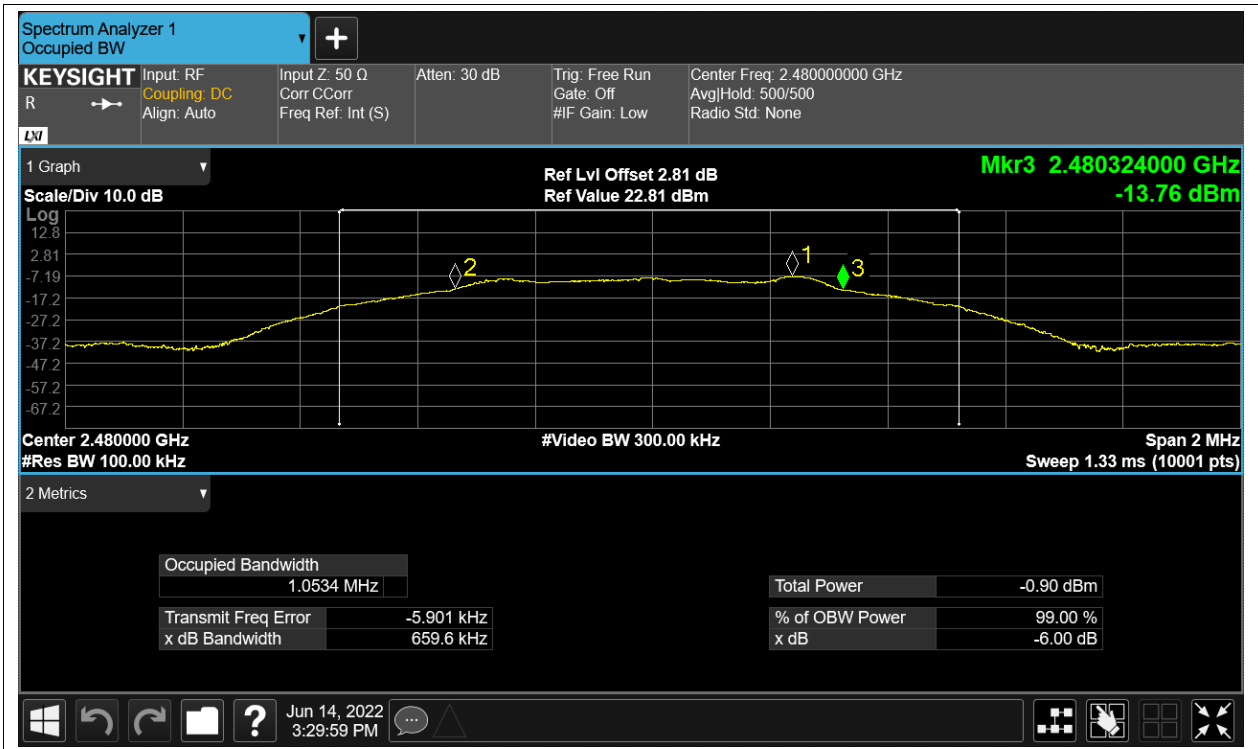 Spectrum Analyzer 1
Occupied BW
KEYSIGHT
R
LXI
Input: RF
Coupling: DC
Align: Auto
Input Z: 50 Ω
Corr CCorr
Freq Ref: Int (S)
Atten: 30 dB
Trig: Free Run
Gate: Off
#IF Gain: Low
Center Freq: 2.480000000 GHz
Avg|Hold: 500/500
Radio Std: None
1 Graph
Scale/Div 10.0 dB
Ref Lvl Offset 2.81 dB
Ref Value 22.81 dBm
Mkr3 2.480324000 GHz
-13.76 dBm
Log
12.8
2.81
-7.19
-17.2
-27.2
-37.2
-47.2
-57.2
-67.2
2
1
3
Center 2.480000 GHz
#Res BW 100.00 kHz
#Video BW 300.00 kHz
Span 2 MHz
Sweep 1.33 ms (10001 pts)
2 Metrics
Occupied Bandwidth
1.0534 MHz
Transmit Freq Error -5.901 kHz
x dB Bandwidth 659.6 kHz
Total Power -0.90 dBm
% of OBW Power 99.00 %
x dB -6.00 dB
?
Jun 14, 2022
3:29:59 PM